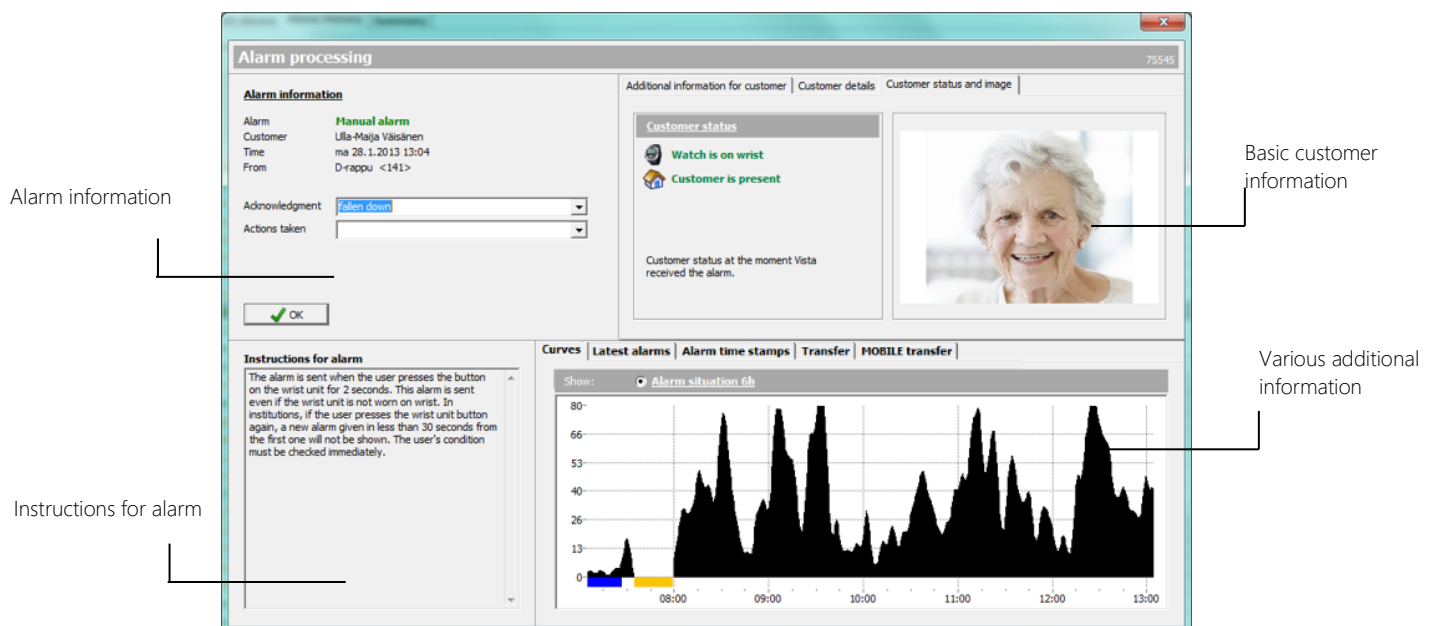 Alarm history
Summary
Alarm processing
75545
Alarm information
Alarm Manual alarm
Customer Ulla-Maija Väisänen
Time ma 28.1.2013 13:04
From D-rappu <141>
Acknowledgment fallen down
Actions taken
OK
Additional information for customer Customer details Customer status and image
Customer status
Watch is on wrist
Customer is present
Customer status at the moment Vista
received the alarm.
Instructions for alarm
The alarm is sent when the user presses the button
on the wrist unit for 2 seconds. This alarm is sent
even if the wrist unit is not worn on wrist. In
institutions, if the user presses the wrist unit button
again, a new alarm given in less than 30 seconds from
the first one will not be shown. The user's condition
must be checked immediately.
Curves Latest alarms Alarm time stamps Transfer MOBILE transfer
Show: Alarm situation 6h
80
66
53
40
26
13
0
08:00 09:00 10:00 11:00 12:00 13:00
Alarm information
Instructions for alarm
Basic customer
information
Various additional
information